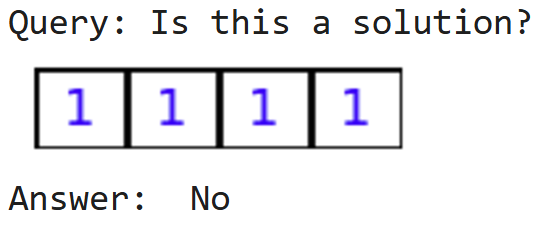 Query: Is this a solution?
1 1 1 1
Answer: No